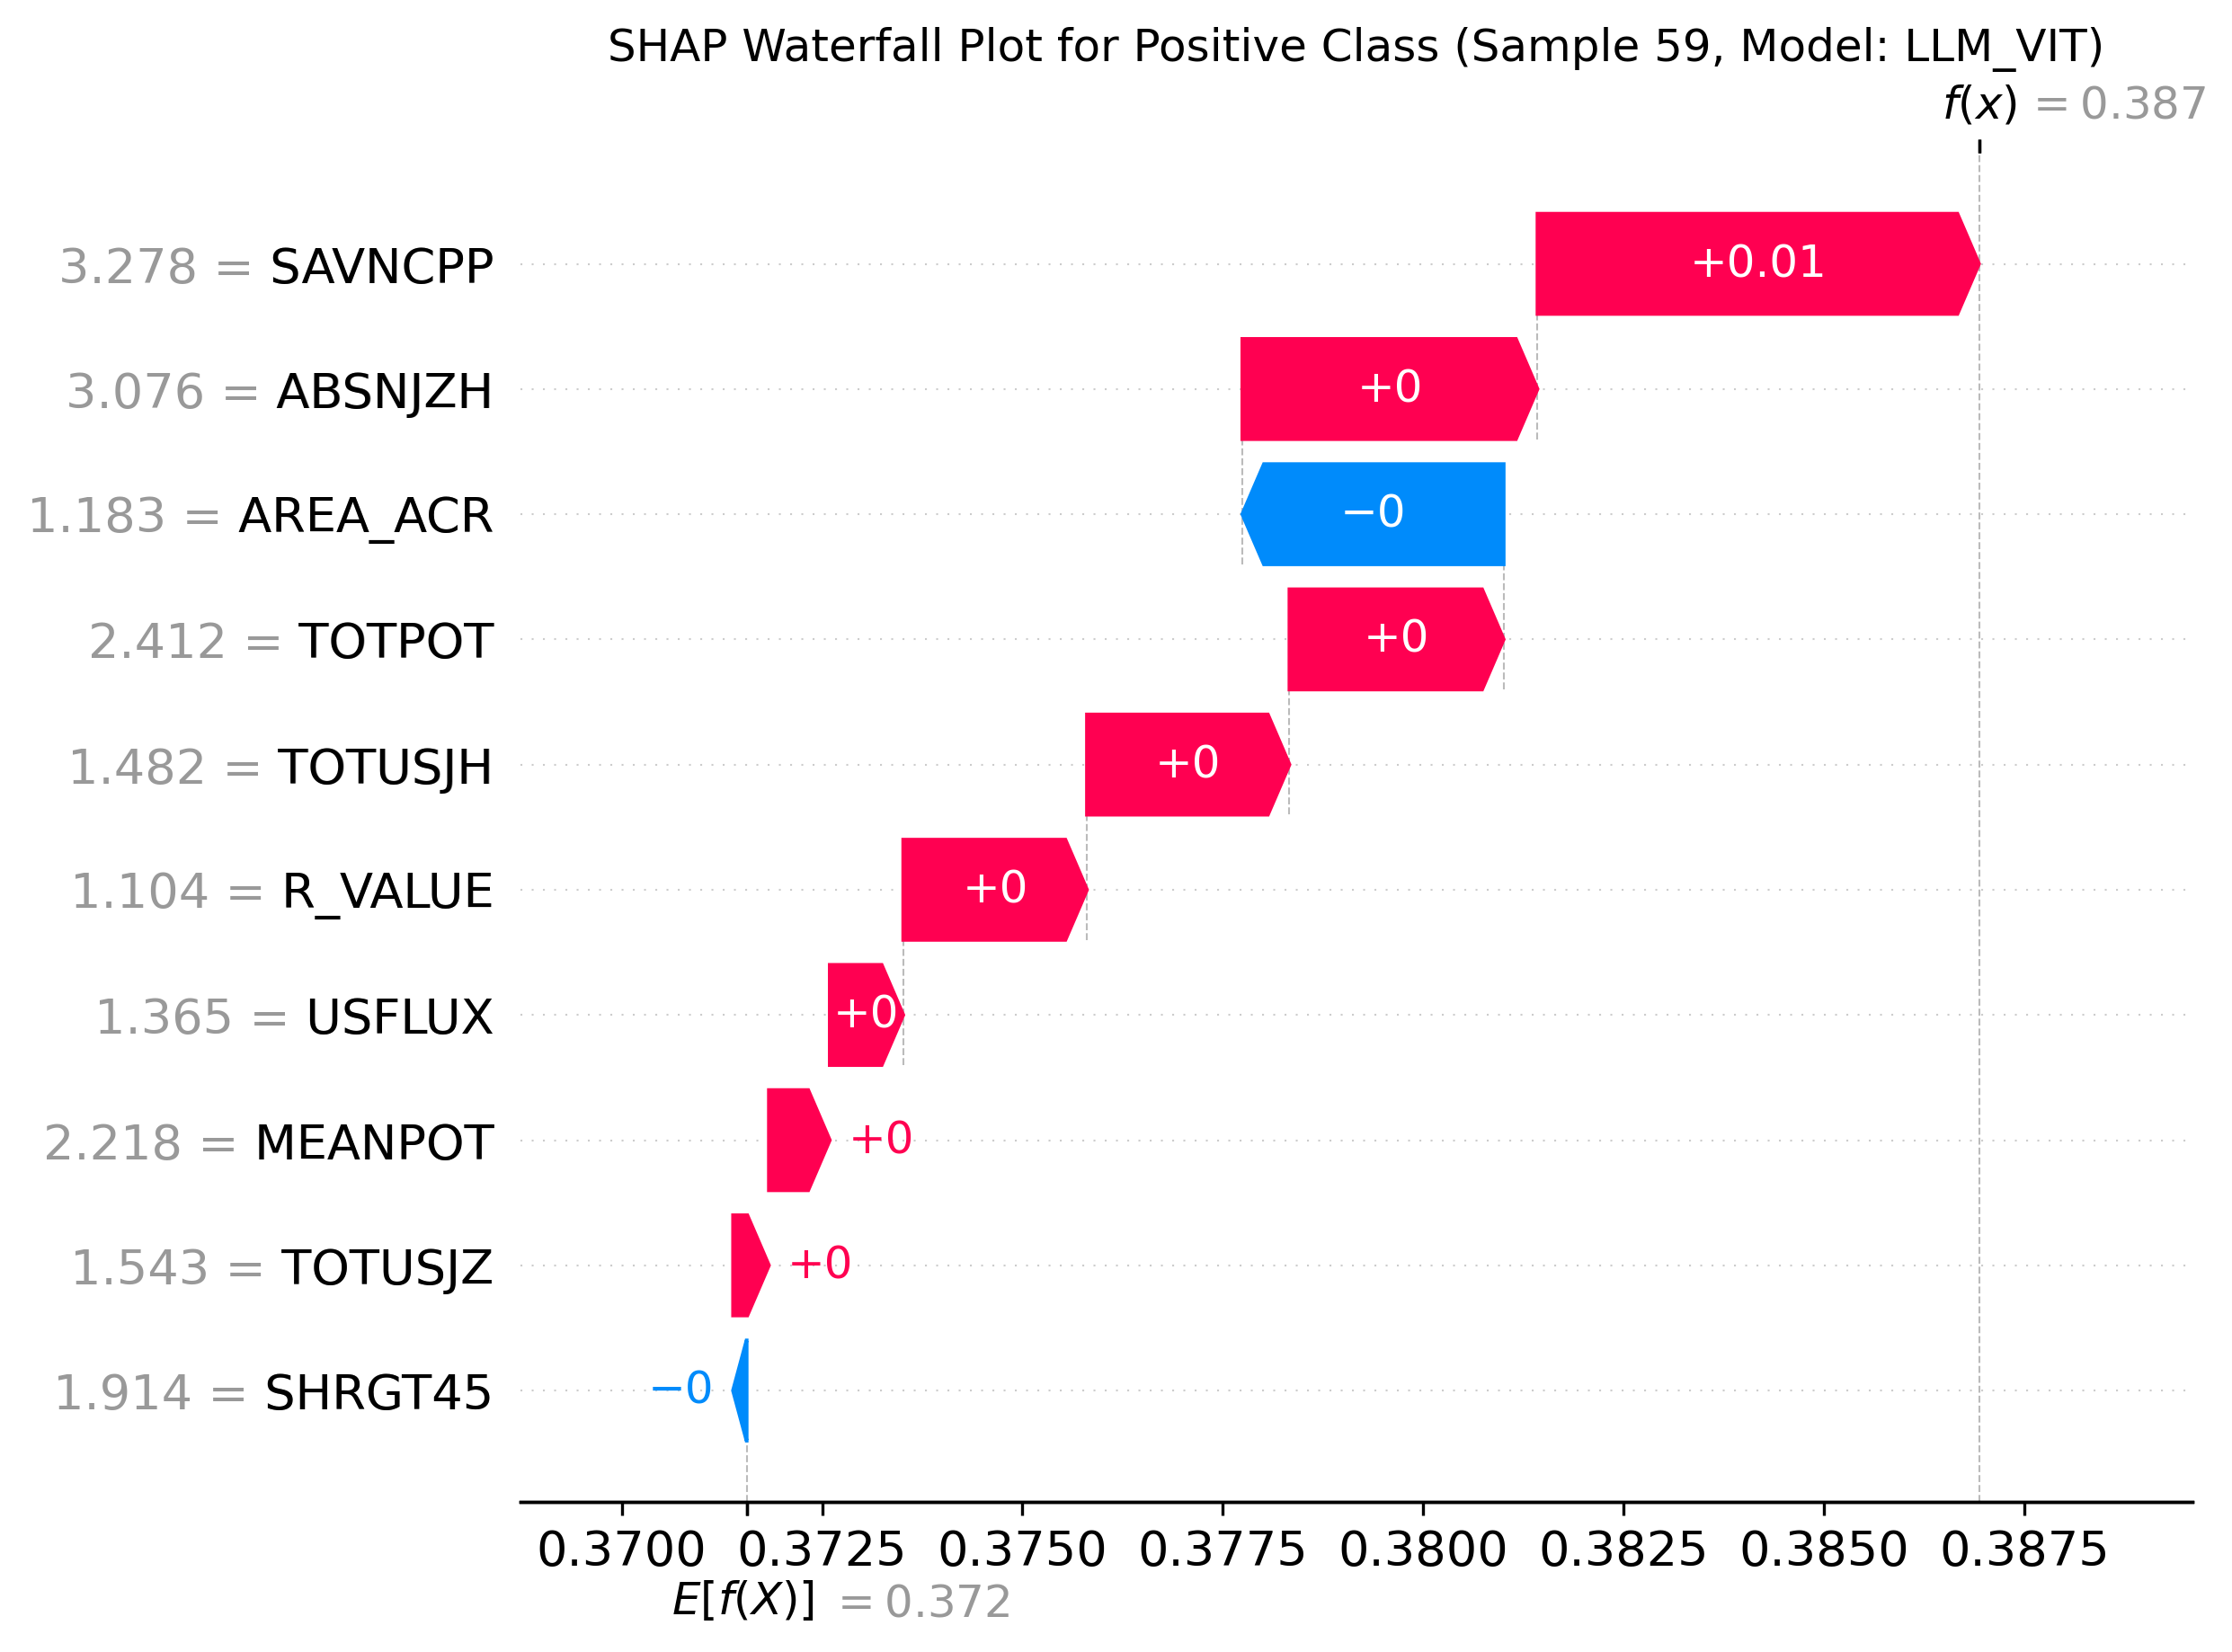 SHAP Waterfall Plot for Positive Class (Sample 59, Model: LLM_VIT)
f(x) = 0.387
3.278 = SAVNCPP +0.01
3.076 = ABSNJZH +0
1.183 = AREA_ACR −0
2.412 = TOTPOT +0
1.482 = TOTUSJH +0
1.104 = R_VALUE +0
1.365 = USFLUX +0
2.218 = MEANPOT +0
1.543 = TOTUSJZ +0
1.914 = SHRGT45 −0
0.3700 0.3725 0.3750 0.3775 0.3800 0.3825 0.3850 0.3875
E[f(X)] = 0.372